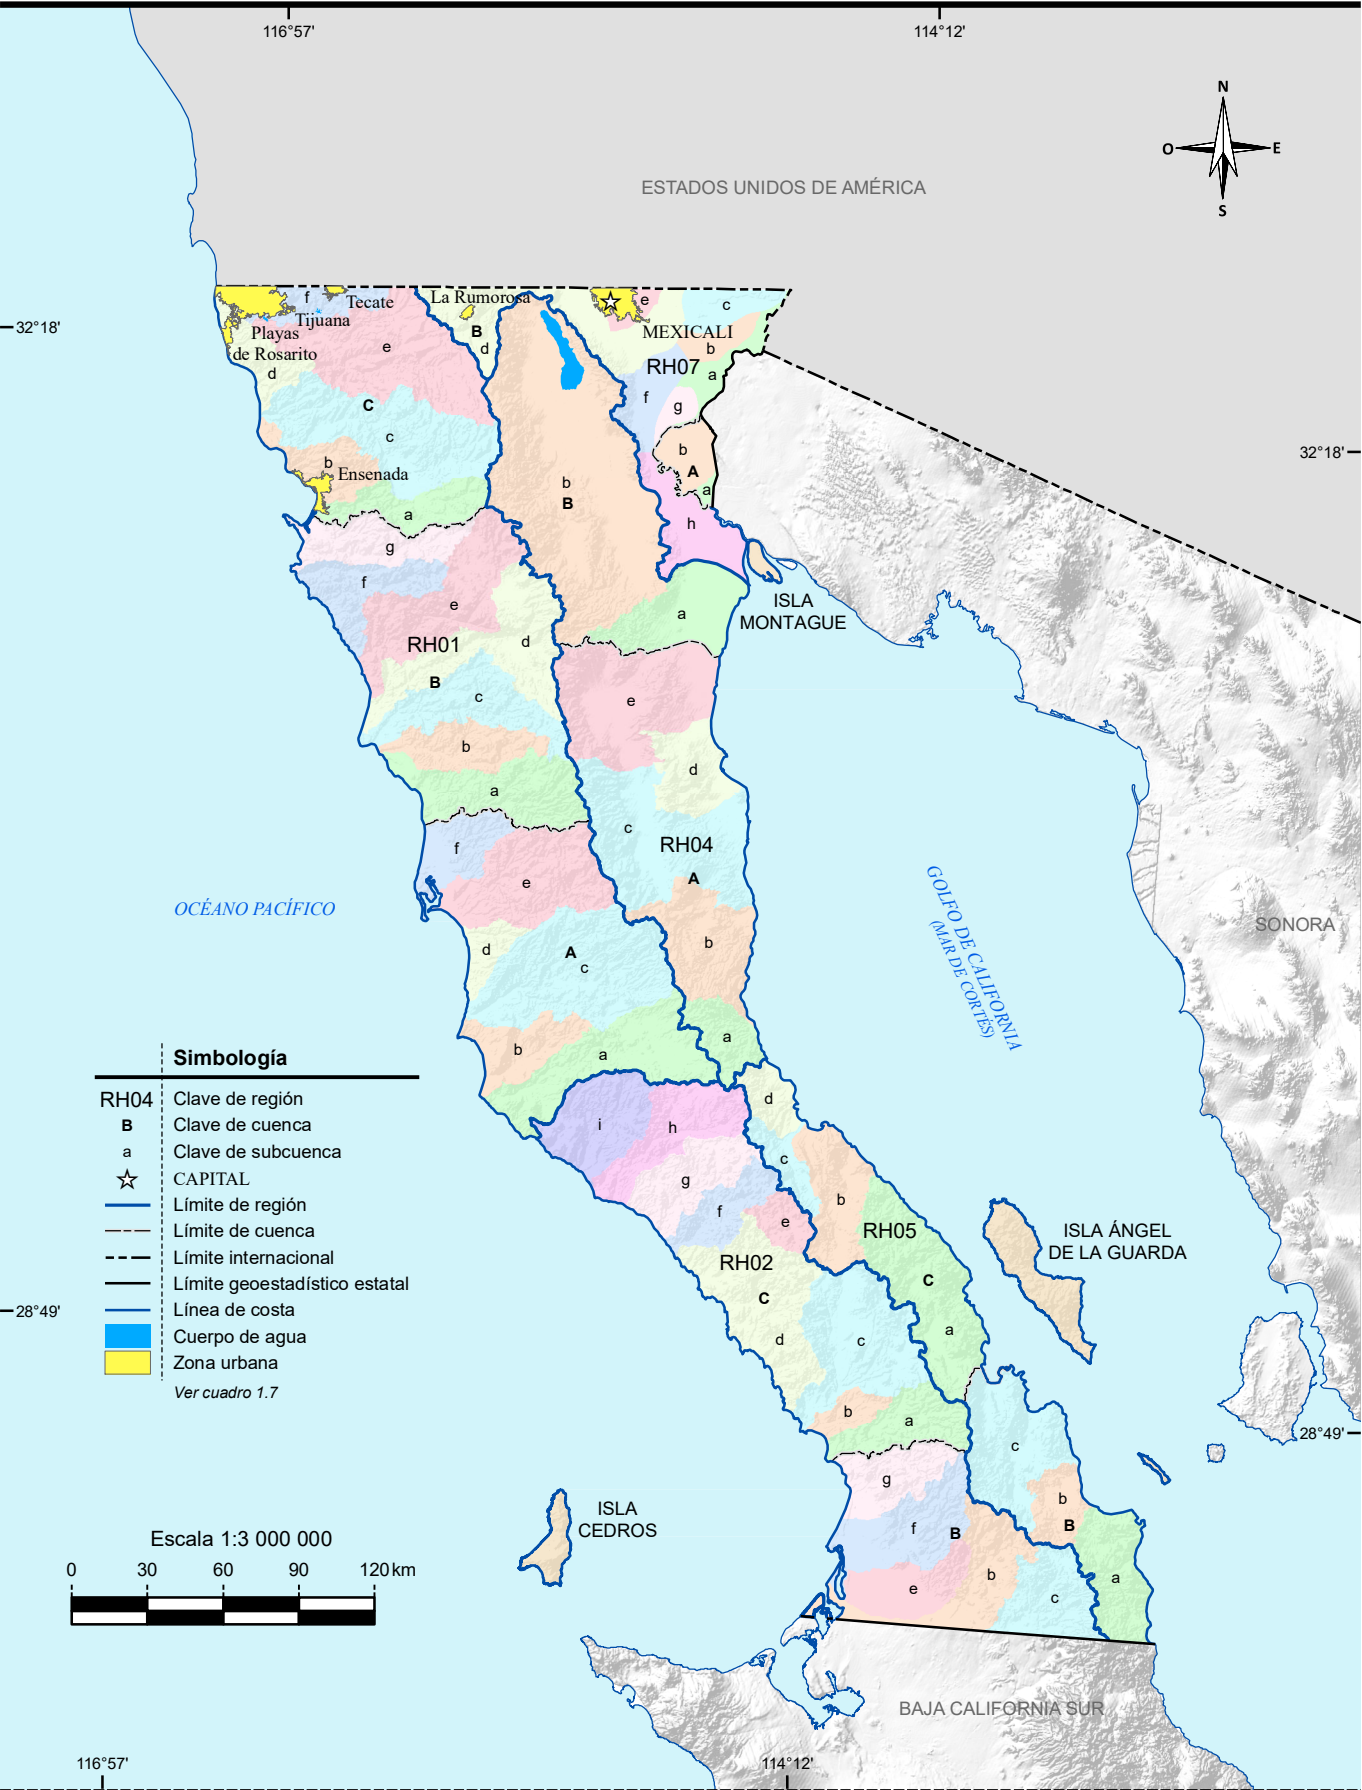 116°57'
114°12'
N
O
E
S
ESTADOS UNIDOS DE AMÉRICA
32°18'
f
Tecate
La Rumorosa
e
c
Tijuana
Playas
de Rosarito
B
MEXICALI
e
d
b
d
RH07
a
C
f
g
c
b
32°18'
b
Ensenada
A
b
B
a
a
h
g
f
e
ISLA
MONTAGUE
a
RH01
d
B
c
e
b
d
a
c
RH04
f
A
e
OCÉANO PACÍFICO
GOLFO DE CALIFORNIA
(MAR DE CORTÉS)
SONORA
b
d
A
c
a
b
a
Simbología
RH04 Clave de región
B Clave de cuenca
a Clave de subcuenca
CAPITAL
Límite de región
Límite de cuenca
Límite internacional
Límite geoestadístico estatal
Línea de costa
Cuerpo de agua
Zona urbana
Ver cuadro 1.7
d
i
h
c
g
b
f
e
RH05
ISLA ÁNGEL
DE LA GUARDA
RH02
C
C
28°49'
d
c
a
b
a
28°49'
c
g
b
ISLA
CEDROS
f
B
B
b
a
e
c
Escala 1:3 000 000
0
30
60
90
120 km
BAJA CALIFORNIA SUR
116°57'
114°12'